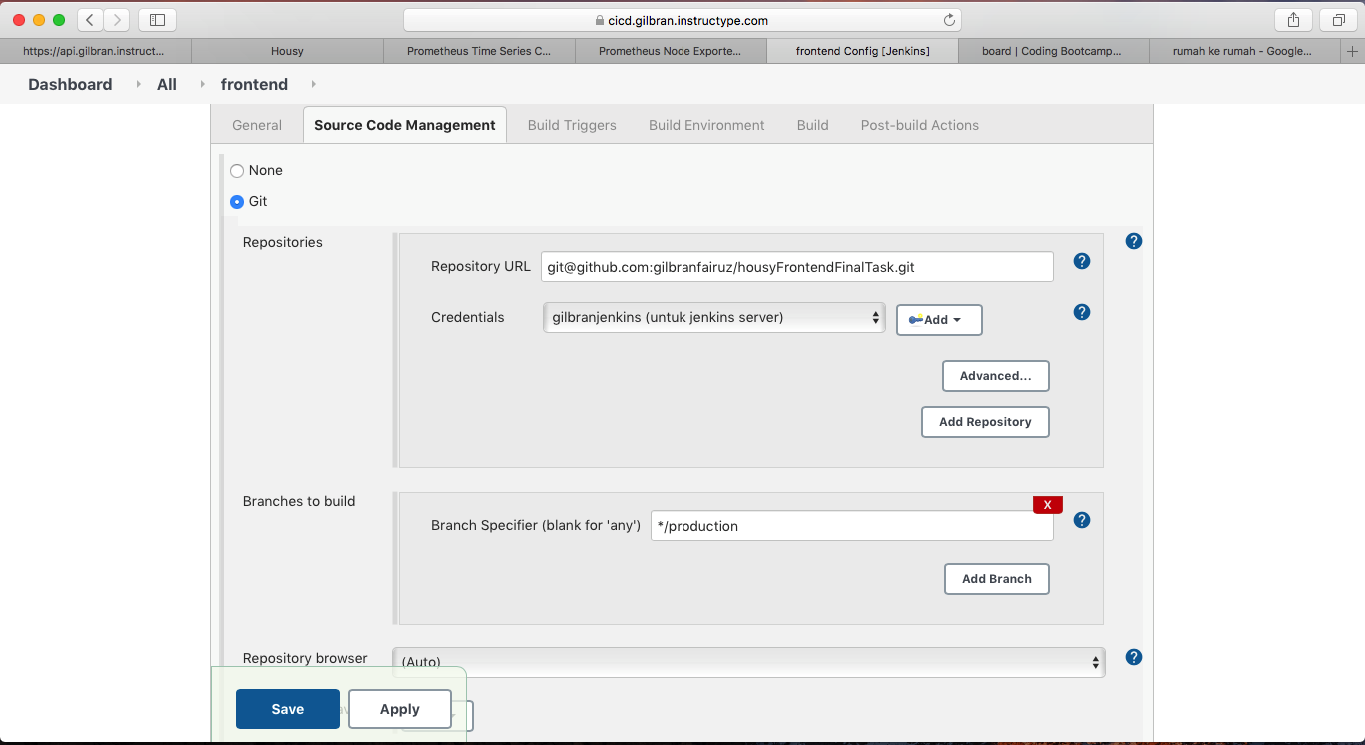 cicd.gilbran.instructype.com
https://api.gilbran.instruct...
Housy
Prometheus Time Series C...
Prometheus Noce Exporte...
frontend Config [Jenkins]
board | Coding Bootcamp...
rumah ke rumah - Google...
Dashboard
All
frontend
General
Source Code Management
Build Triggers
Build Environment
Build
Post-build Actions
None
Git
Repositories
Repository URL
git@github.com:gilbranfairuz/housyFrontendFinalTask.git
Credentials
gilbranjenkins (untuk jenkins server)
Add
Advanced...
Add Repository
Branches to build
X
Branch Specifier (blank for 'any')
*/production
Add Branch
Repository browser
(Auto)
Save
Apply